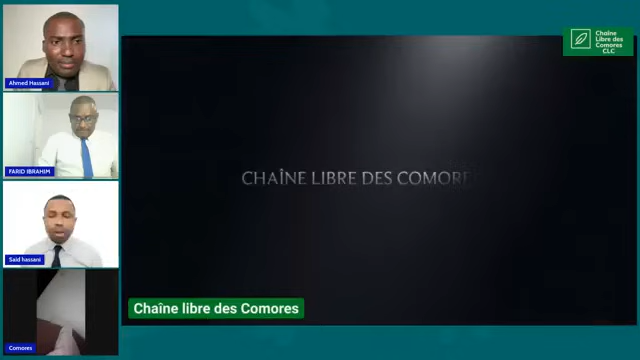 Ahmed Hassani
FARID IBRAHIM
Said hassani
Comores
CHAÎNE LIBRE DES COMORE
Chaîne libre des Comores
Chaîne
Libre des
Comores
CLC